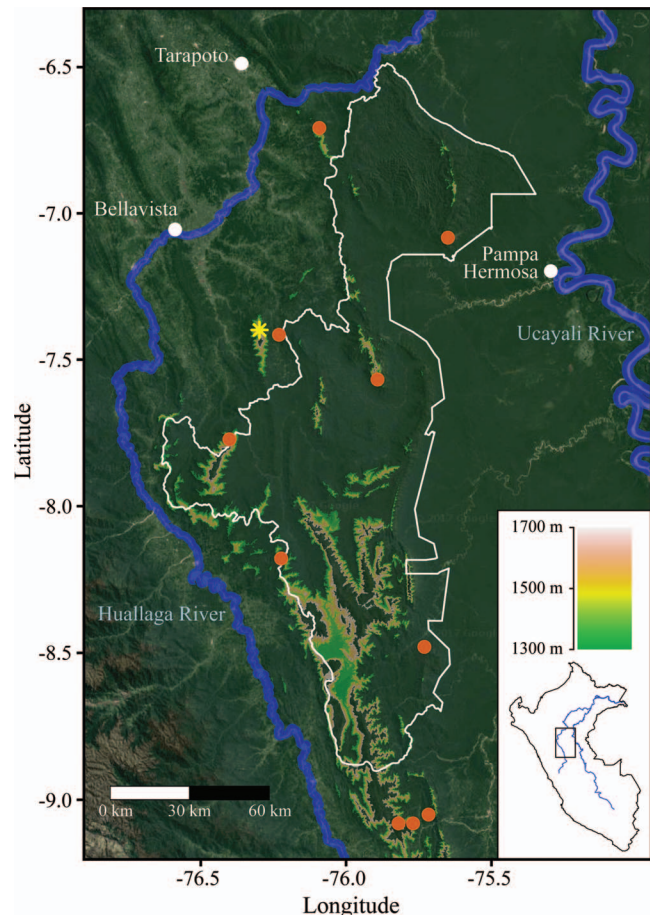 -6.5
-7.0
-7.5
-8.0
-8.5
-9.0
Latitude
Tarapoto
Bellavista
Pampa
Hermosa
Ucayali River
Huallaga River
1700 m
1500 m
1300 m
0 km
30 km
60 km
-76.5
-76.0
-75.5
Longitude